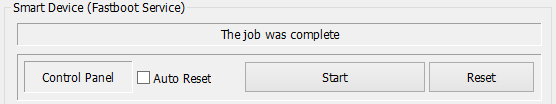 Smart Device (Fastboot Service)
The job was complete
Control Panel Auto Reset Start Reset